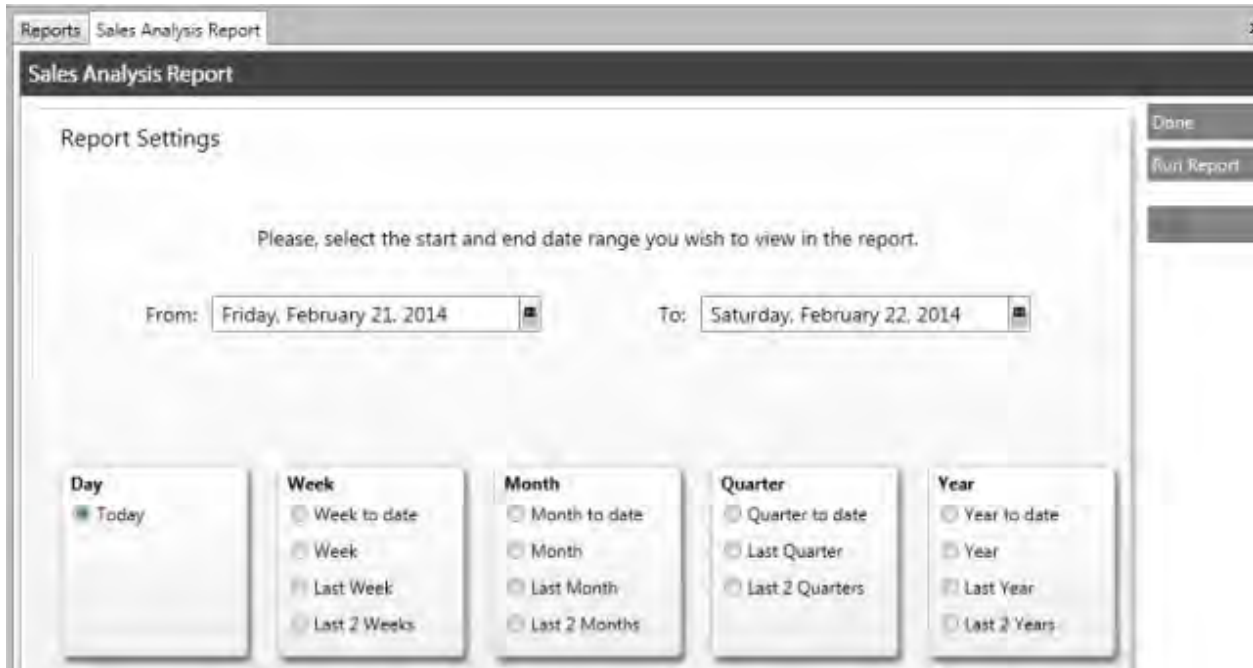 Reports Sales Analysis Report
Sales Analysis Report
Report Settings
Done
Run Report
Please, select the start and end date range you wish to view in the report.
From: Friday, February 21, 2014 To: Saturday, February 22, 2014
Day
Today
Week
Week to date
Week
Last Week
Last 2 Weeks
Month
Month to date
Month
Last Month
Last 2 Months
Quarter
Quarter to date
Last Quarter
Last 2 Quarters
Year
Year to date
Year
Last Year
Last 2 Years